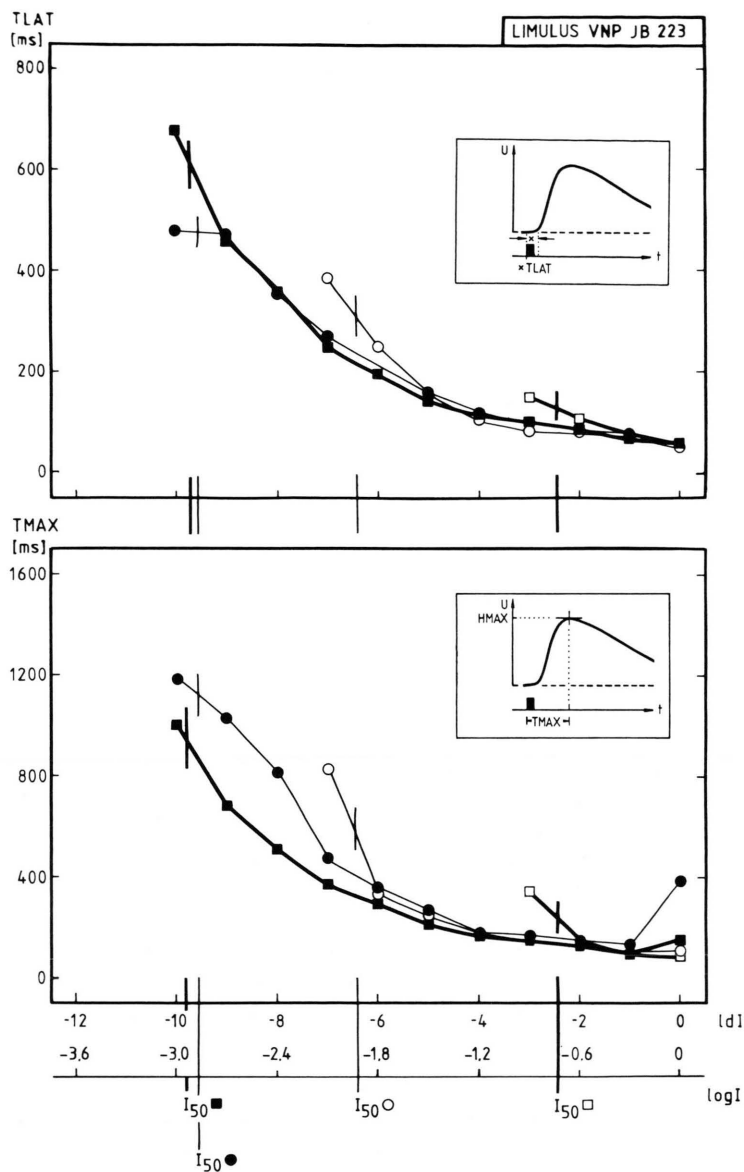 TLAT
[ms]
LIMULUS VNP JB 223
800
600
400
200
0
U
x
t
x TLAT
TMAX
[ms]
1600
1200
800
400
0
U
HMAX
t
TMAX
-12 -10 -8 -6 -4 -2 0 [d]
-3.6 -3.0 -2.4 -1.8 -1.2 -0.6 0
logI
I50■ I50○ I50□
I50●